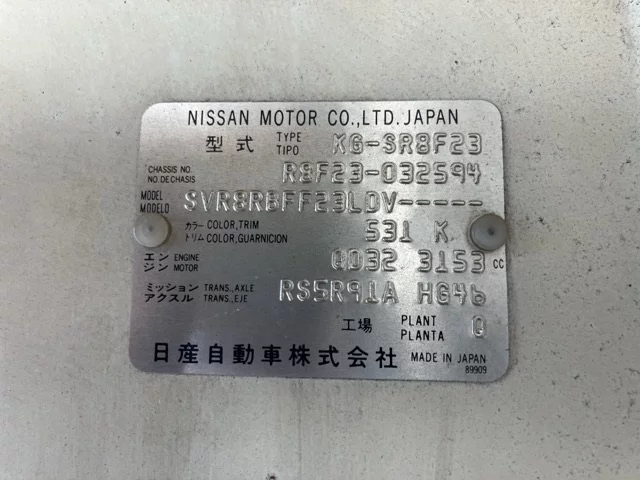 NISSAN MOTOR CO.,LTD.JAPAN
型式 TYPE TIPO KG-SR8F23
CHASSIS NO. NO.DE CHASIS R8F23-032594
MODEL MODELO SVR8RBFF23LDV-----
カラー COLOR,TRIM 531 K
トリム COLOR,GUARNICION
エンジン ENGINE MOTOR QD32 3153 CC
ミッション TRANS.,AXLE RS5R91A HG46
アクスル TRANS.,EJE
工場 PLANT PLANTA Q
日産自動車株式会社 MADE IN JAPAN
89909